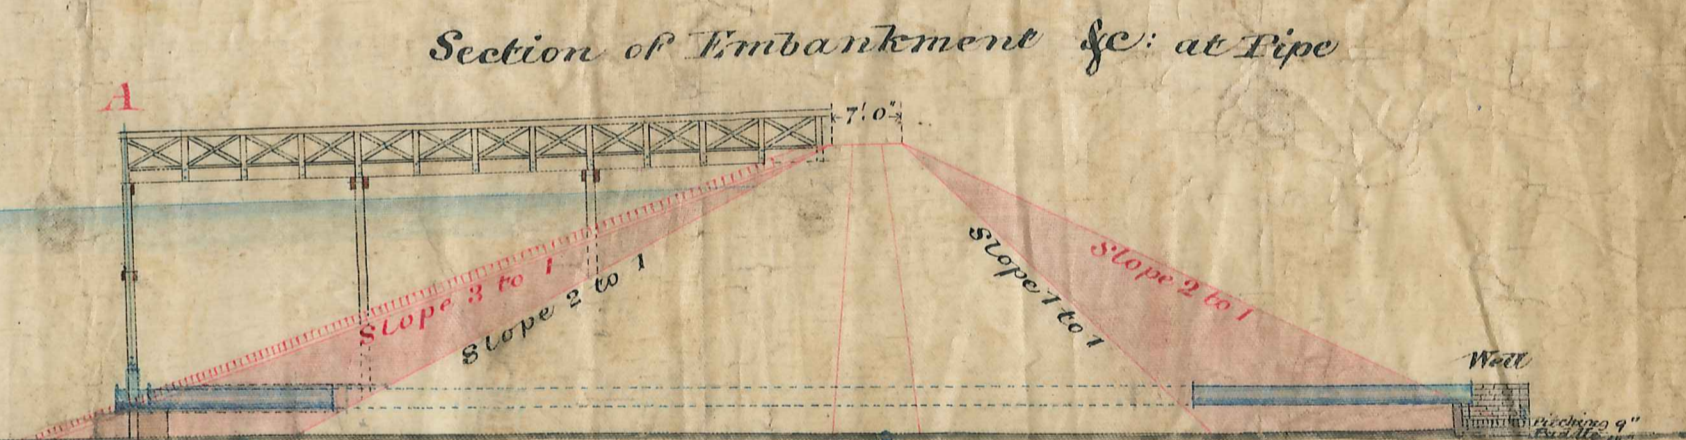 Section of Embankment &c: at Pipe
A
7'.0"
Slope 3 to 1
Slope 2 to 1
Slope 1 to 1
Slope 2 to 1
Well
Pitching 9"
Puddle